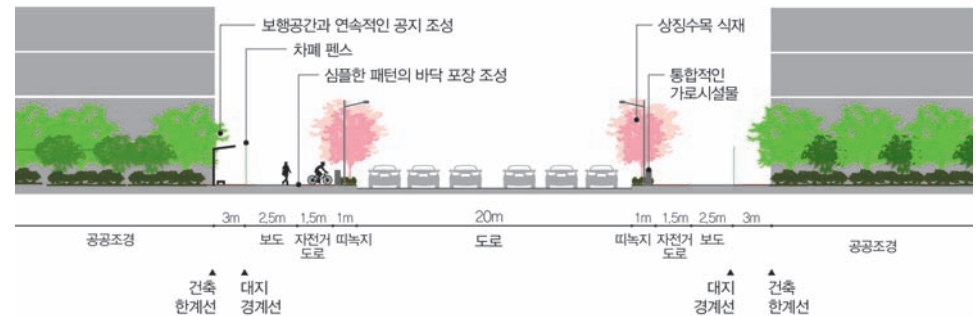 보행공간과 연속적인 공지 조성
차폐 펜스
심플한 패턴의 바닥 포장 조성
상징수목 식재
통합적인
가로시설물
3m 2,5m 1,5m 1m 20m 1m 1,5m 2,5m 3m
공공조경 보도 자전거 도로 띠녹지 도로 띠녹지 자전거 도로 보도 공공조경
건축 한계선
대지 경계선
대지 경계선
건축 한계선